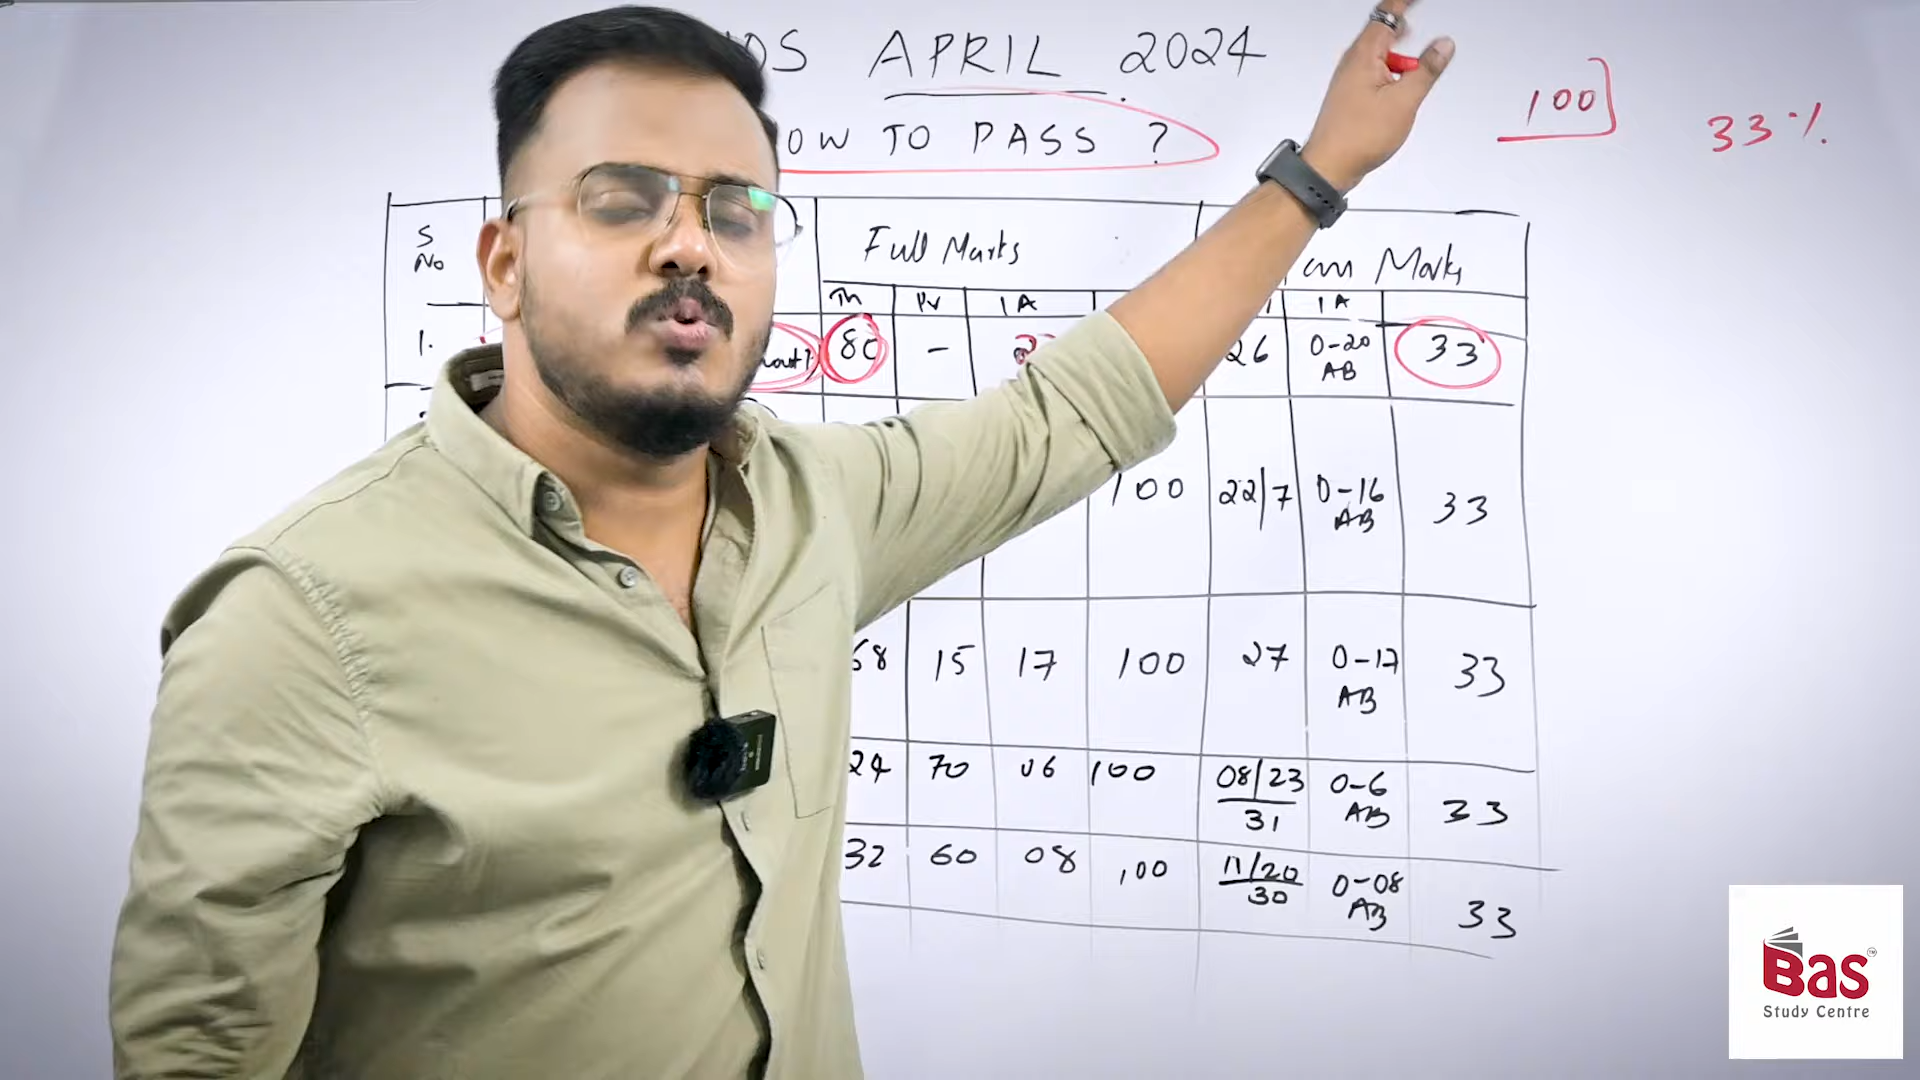 OS APRIL 2024
OW TO PASS ?
100
33%
S No
Full Marks
Marks
Th Pr IA
IA
1. 80 - 2 26 0-20 AB 33
100 22/7 0-16 AB 33
68 15 17 100 27 0-17 AB 33
24 70 06 100 08/23 31 0-6 AB 33
32 60 08 100 11/20 30 0-08 AB 33
Bas
Study Centre